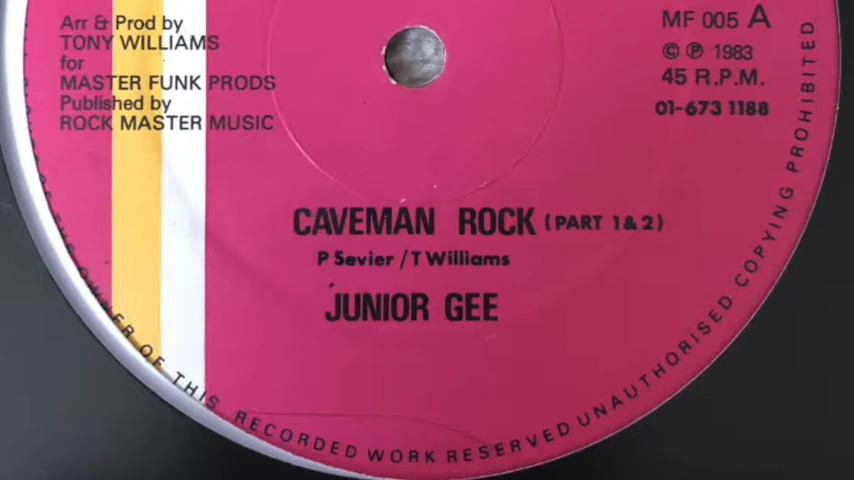 Arr & Prod by
TONY WILLIAMS
for
MASTER FUNK PRODS
Published by
ROCK MASTER MUSIC
MF 005 A
© ℗ 1983
45 R.P.M.
01-673 1188
CAVEMAN ROCK (PART 1 & 2)
P Sevier / T Williams
JUNIOR GEE
OWNER OF THIS RECORDED WORK RESERVED UNAUTHORISED COPYING PROHIBITED